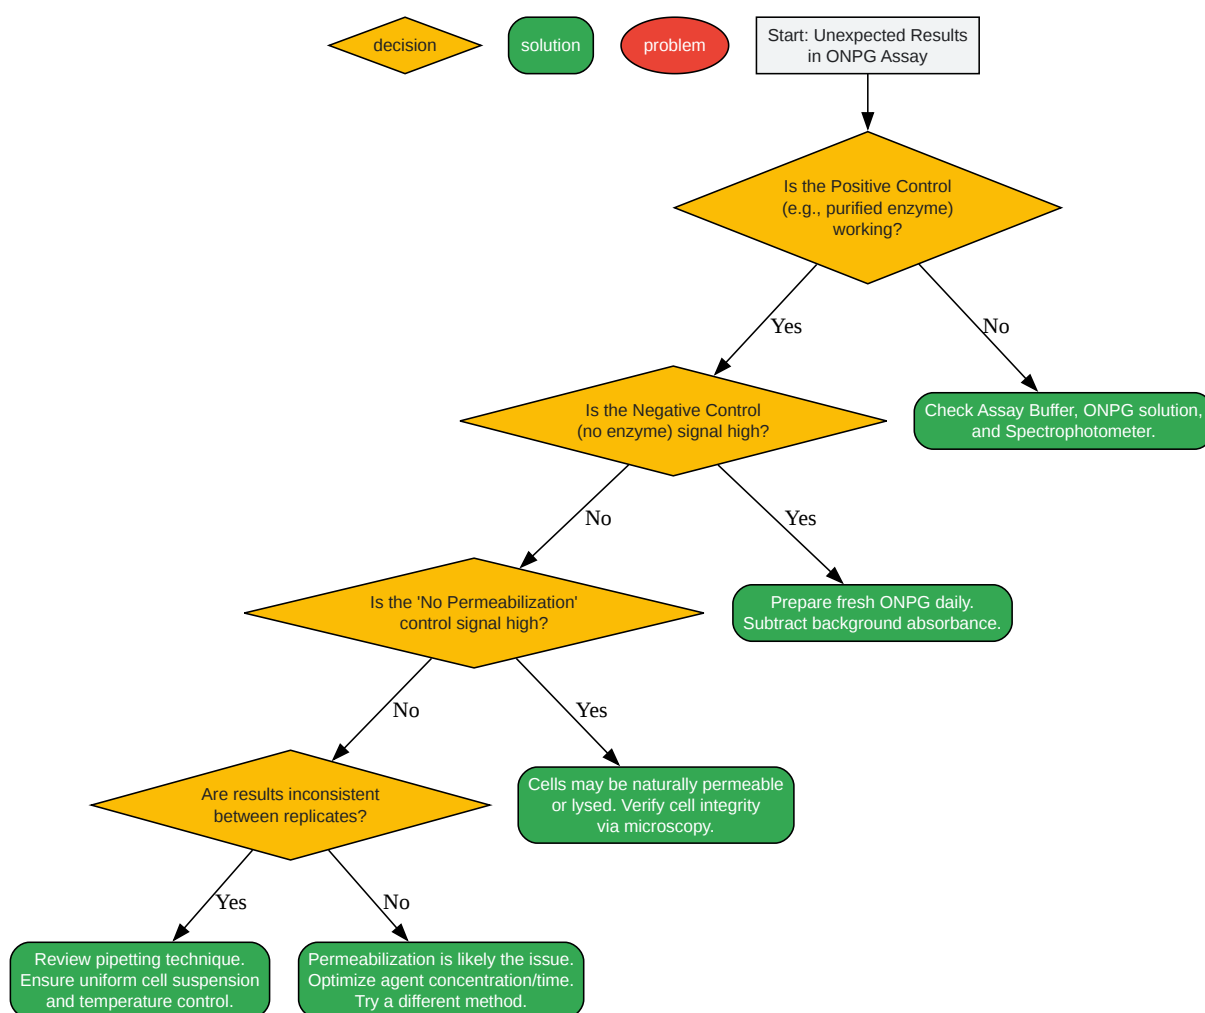 decision
solution
problem
Start: Unexpected Results
in ONPG Assay
Is the Positive Control
(e.g., purified enzyme)
working?
Yes
No
Is the Negative Control
(no enzyme) signal high?
Check Assay Buffer, ONPG solution,
and Spectrophotometer.
No
Yes
Is the 'No Permeabilization'
control signal high?
Prepare fresh ONPG daily.
Subtract background absorbance.
No
Yes
Are results inconsistent
between replicates?
Cells may be naturally permeable
or lysed. Verify cell integrity
via microscopy.
Yes
No
Review pipetting technique.
Ensure uniform cell suspension
and temperature control.
Permeabilization is likely the issue.
Optimize agent concentration/time.
Try a different method.